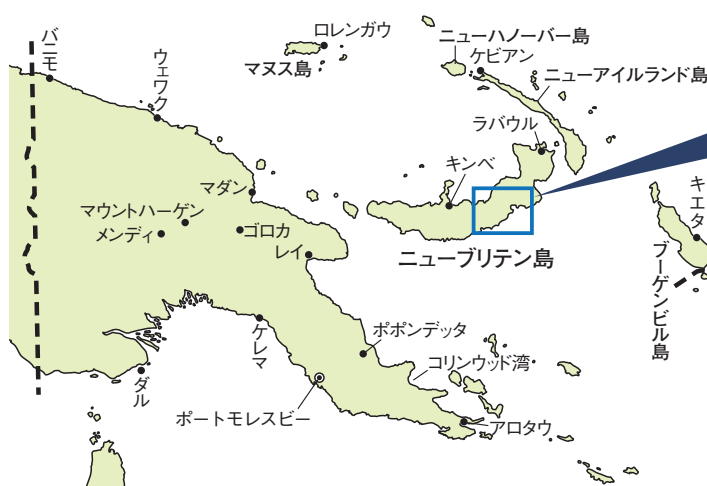 ロレンガウ
マヌス島
ニューハノーバー島
ケビアン
ニューアイルランド島
バニモ
ウェワク
ラバウル
キンベ
マダン
マウントハーゲン
メンディ
ゴロカ
レイ
ニューブリテン島
キエタ
ブーゲンビル島
ケレマ
ポポンデッタ
コリンウッド湾
ダル
ポートモレスビー
アロタウ